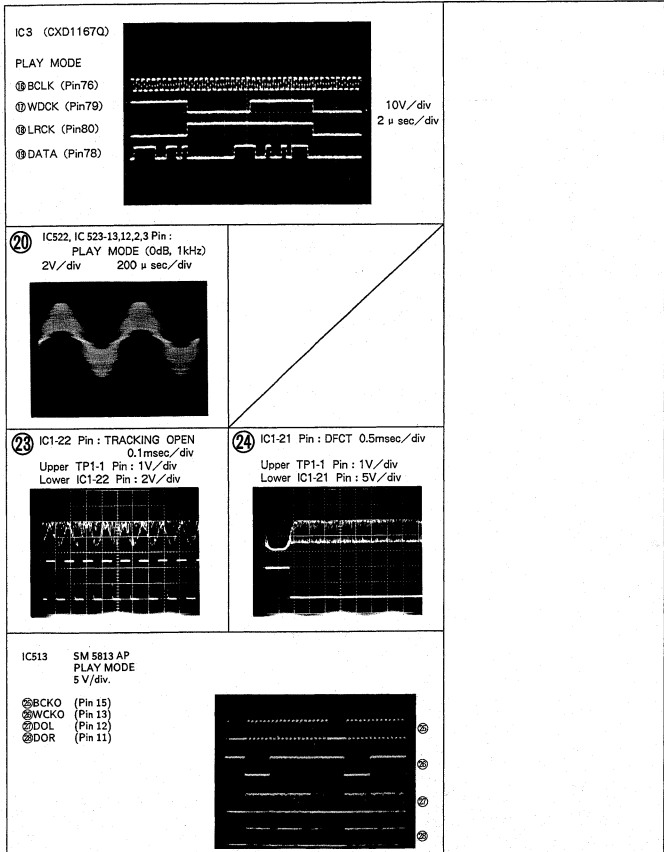 IC3 (CXD1167Q)
PLAY MODE
⑯BCLK (Pin76)
⑰WDCK (Pin79)
⑱LRCK (Pin80)
⑲DATA (Pin78)
10V/div
2 μ sec/div
⑳ IC522, IC 523-13,12,2,3 Pin :
PLAY MODE (0dB, 1kHz)
2V/div 200 μ sec/div
㉓ IC1-22 Pin : TRACKING OPEN
0.1msec/div
Upper TP1-1 Pin : 1V/div
Lower IC1-22 Pin : 2V/div
㉔ IC1-21 Pin : DFCT 0.5msec/div
Upper TP1-1 Pin : 1V/div
Lower IC1-21 Pin : 5V/div
IC513 SM 5813 AP
PLAY MODE
5 V/div.
㉕BCKO (Pin 15)
㉖WCKO (Pin 13)
㉗DOL (Pin 12)
㉘DOR (Pin 11)
㉕
㉖
㉗
㉘